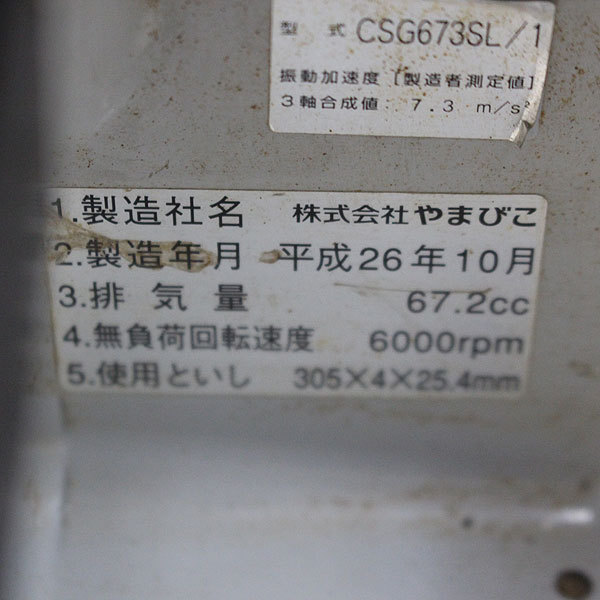 型 式 CSG673SL/1
振動加速度 [製造者測定値]
3軸合成値: 7.3 m/s²
1.製造社名 株式会社やまびこ
2.製造年月 平成26年10月
3.排気量 67.2cc
4.無負荷回転速度 6000rpm
5.使用といし 305×4×25.4mm